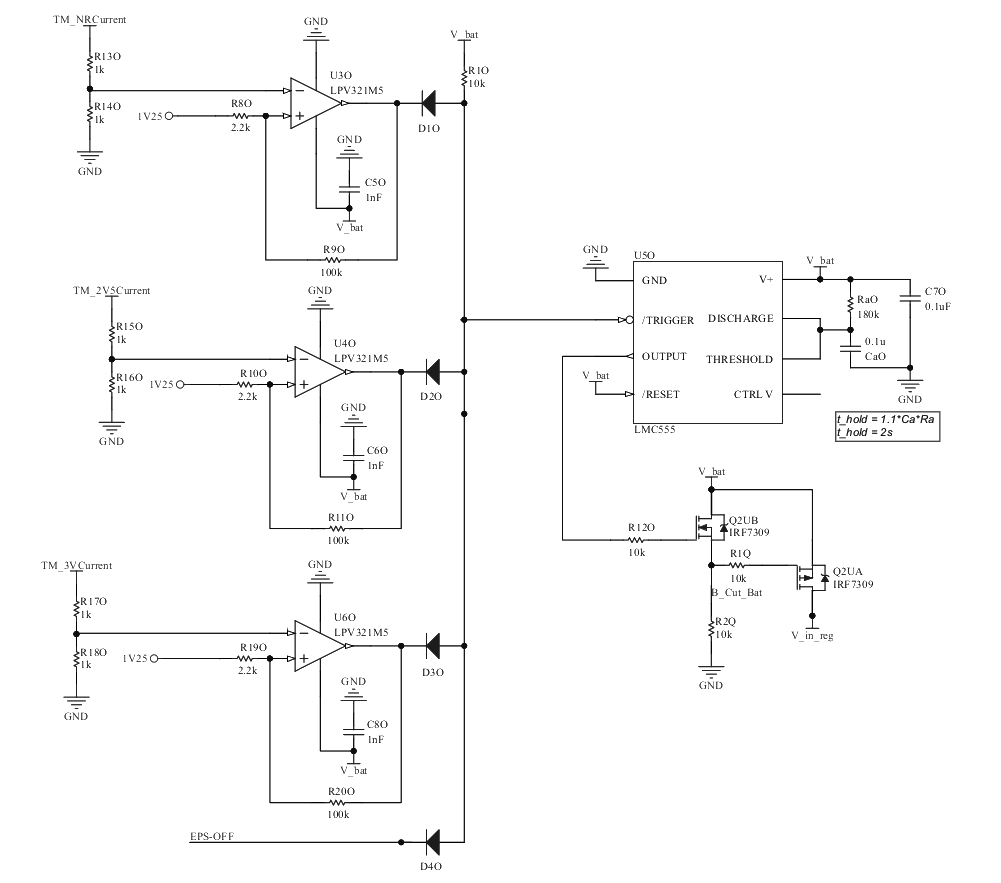 TM_NRCurrent
R13O
1k
R14O
1k
GND
1V25
R8O
2.2k
GND
U3O
LPV321M5
−
+
GND
C5O
1nF
V_bat
R9O
100k
D1O
V_bat
R1O
10k
TM_2V5Current
R15O
1k
R16O
1k
GND
1V25
R10O
2.2k
GND
U4O
LPV321M5
−
+
GND
C6O
1nF
V_bat
R11O
100k
D2O
TM_3VCurrent
R17O
1k
R18O
1k
GND
1V25
R19O
2.2k
GND
U6O
LPV321M5
−
+
GND
C8O
1nF
V_bat
R20O
100k
D3O
EPS-OFF
D4O
GND
U5O
GND
V+
/TRIGGER
DISCHARGE
OUTPUT
THRESHOLD
/RESET
CTRL V
LMC555
V_bat
V_bat
RaO
180k
C7O
0.1uF
0.1u
CaO
GND
t_hold = 1.1*Ca*Ra
t_hold = 2s
V_bat
Q2UB
IRF7309
R12O
10k
R1Q
10k
B_Cut_Bat
Q2UA
IRF7309
R2Q
10k
V_in_reg
GND